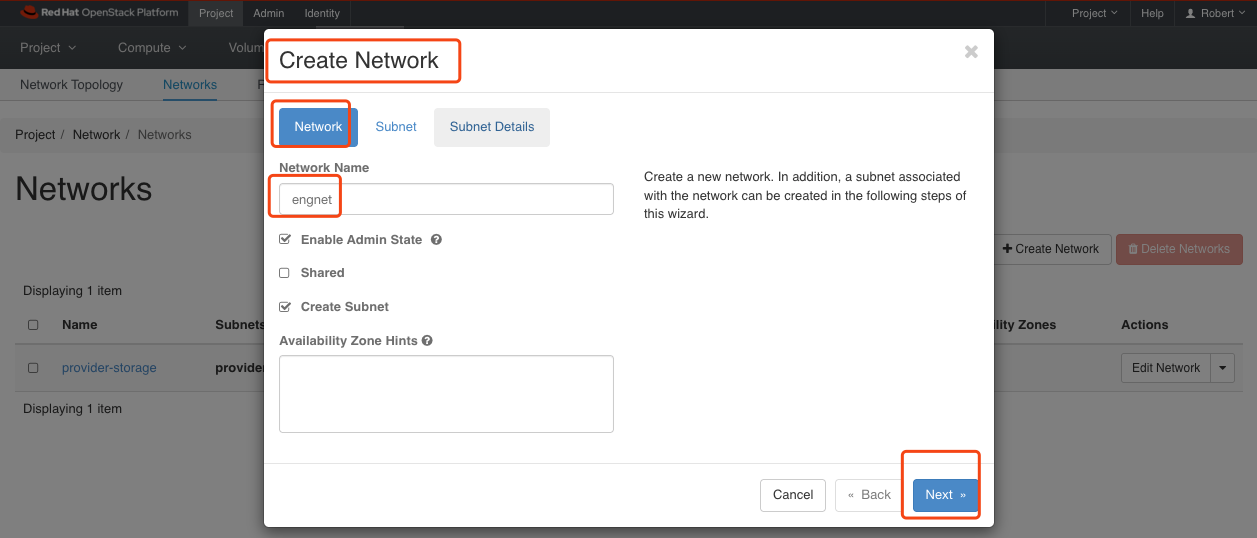 Red Hat OpenStack Platform Project Admin Identity Project Help Robert
Project Compute
Network Topology Networks
Project / Network / Networks
Networks
Create Network Delete Networks
Displaying 1 item
Name Subnets Actions
provider-storage Edit Network
Displaying 1 item
Create Network
Network Subnet Subnet Details
Network Name
engnet
Enable Admin State
Shared
Create Subnet
Availability Zone Hints
Create a new network. In addition, a subnet associated
with the network can be created in the following steps of
this wizard.
Cancel « Back Next »